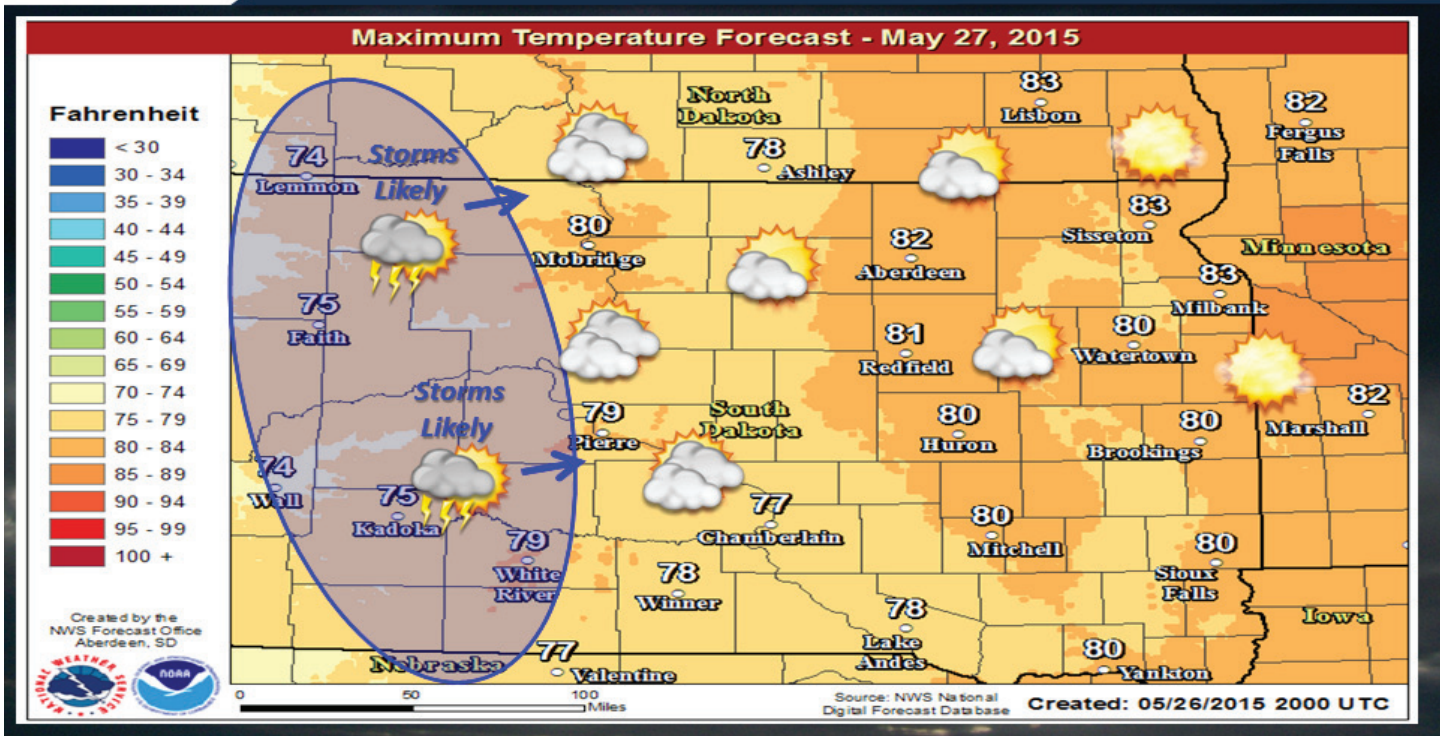 Maximum Temperature Forecast - May 27, 2015
Fahrenheit
< 30
30 - 34
35 - 39
40 - 44
45 - 49
50 - 54
55 - 59
60 - 64
65 - 69
70 - 74
75 - 79
80 - 84
85 - 89
90 - 94
95 - 99
100 +
Created by the
NWS Forecast Office
Aberdeen, SD
NATIONAL WEATHER SERVICE
NOAA
North
Dakota
83
Lisbon
82
Fergus
Falls
74
Lemmon
Storms
Likely
78
Ashley
80
Mobridge
82
Aberdeen
83
Sisseton
Minnesota
83
Milbank
75
Faith
81
Redfield
80
Watertown
Storms
Likely
79
Pierre
South
Dakota
80
Huron
80
Brookings
82
Marshall
74
Wall
75
Kadoka
77
Chamberlain
80
Mitchell
79
White
River
78
Winner
80
Sioux
Falls
78
Lake
Andes
Iowa
Nebraska
77
Valentine
80
Yankton
0
50
100
Miles
Source: NWS National
Digital Forecast Database
Created: 05/26/2015 2000 UTC